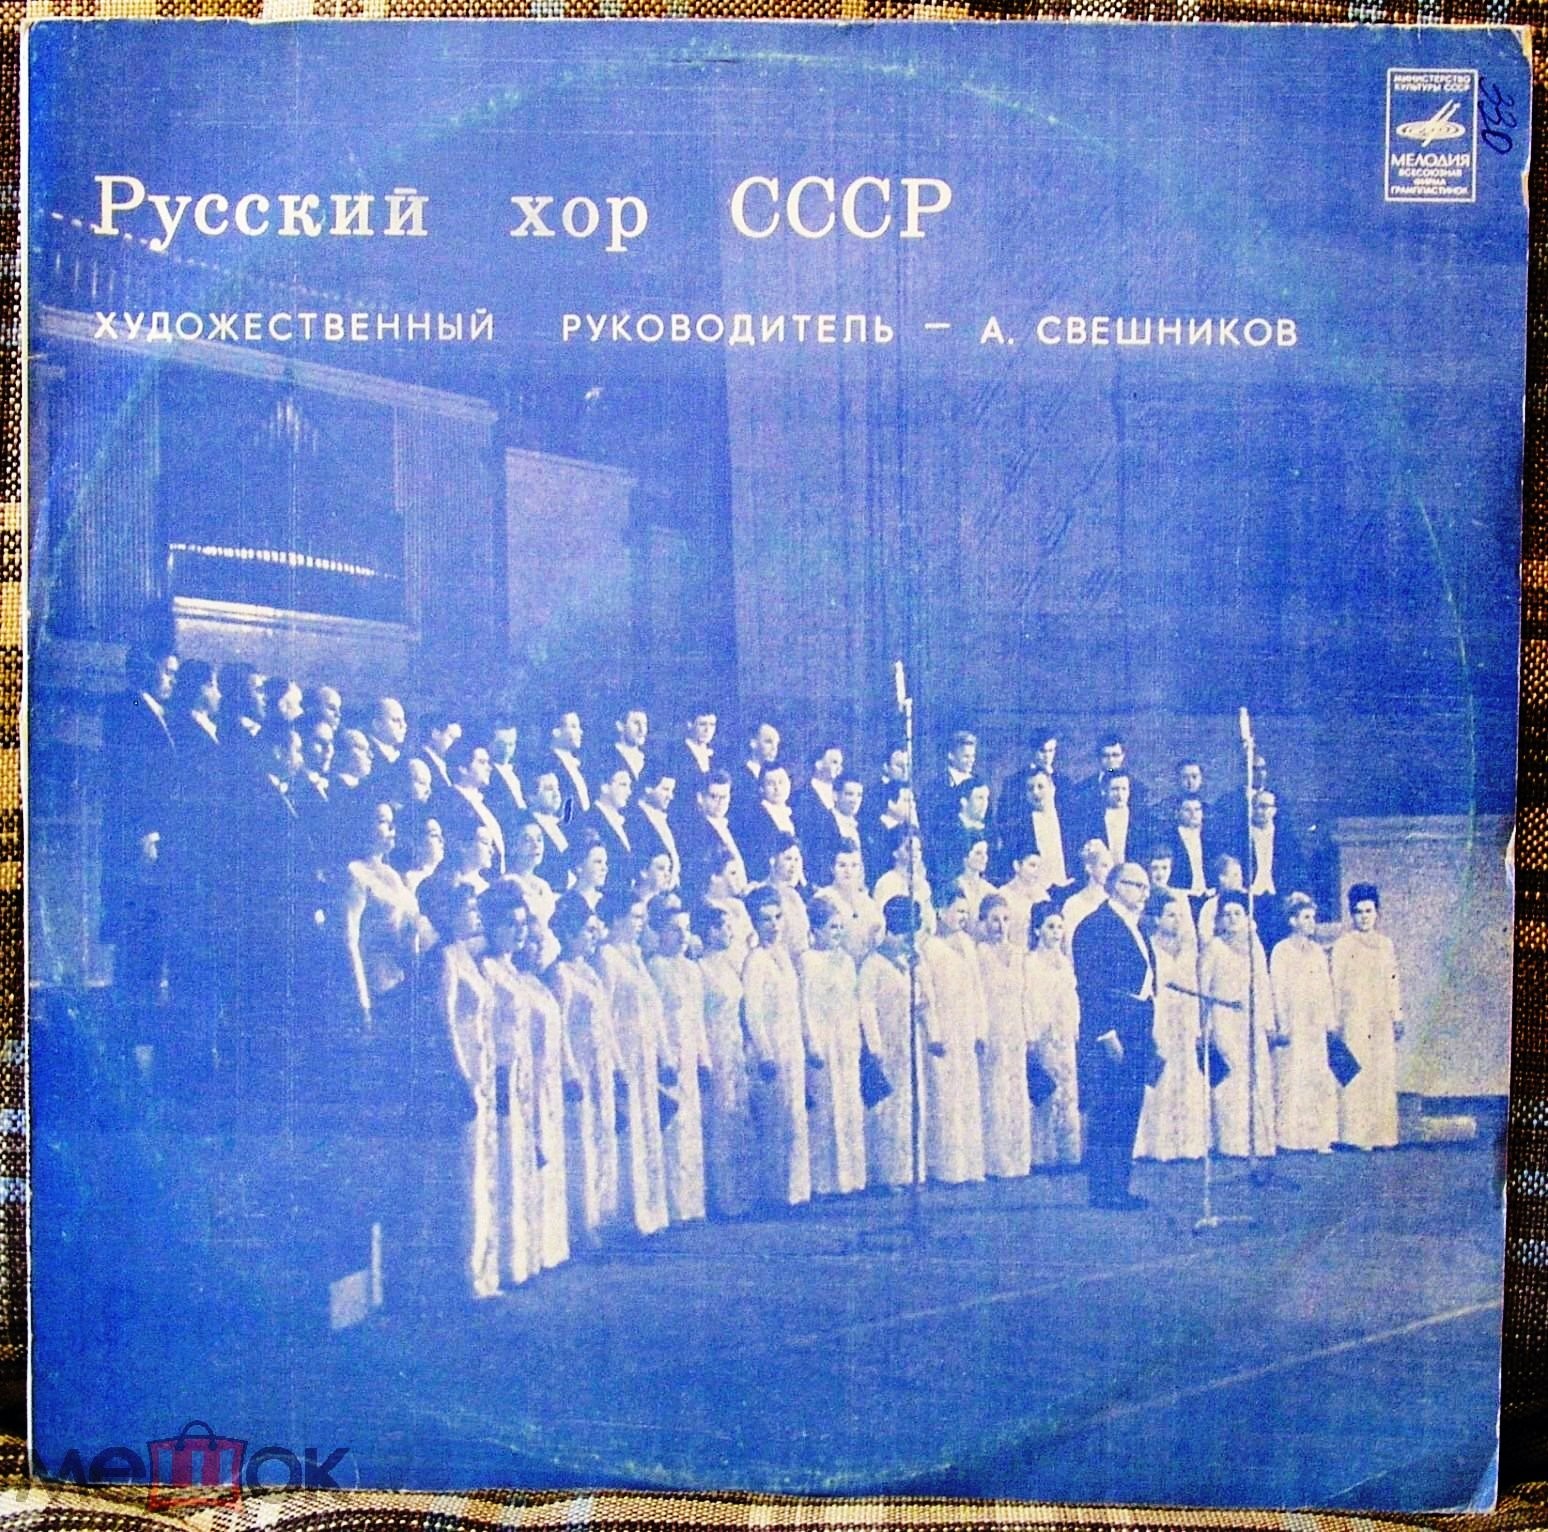 МИНИСТЕРСТВО
КУЛЬТУРЫ СССР
МЕЛОДИЯ
ВСЕСОЮЗНАЯ
ФИРМА
ГРАМПЛАСТИНОК
Русский хор СССР
ХУДОЖЕСТВЕННЫЙ РУКОВОДИТЕЛЬ — А. СВЕШНИКОВ
мешок